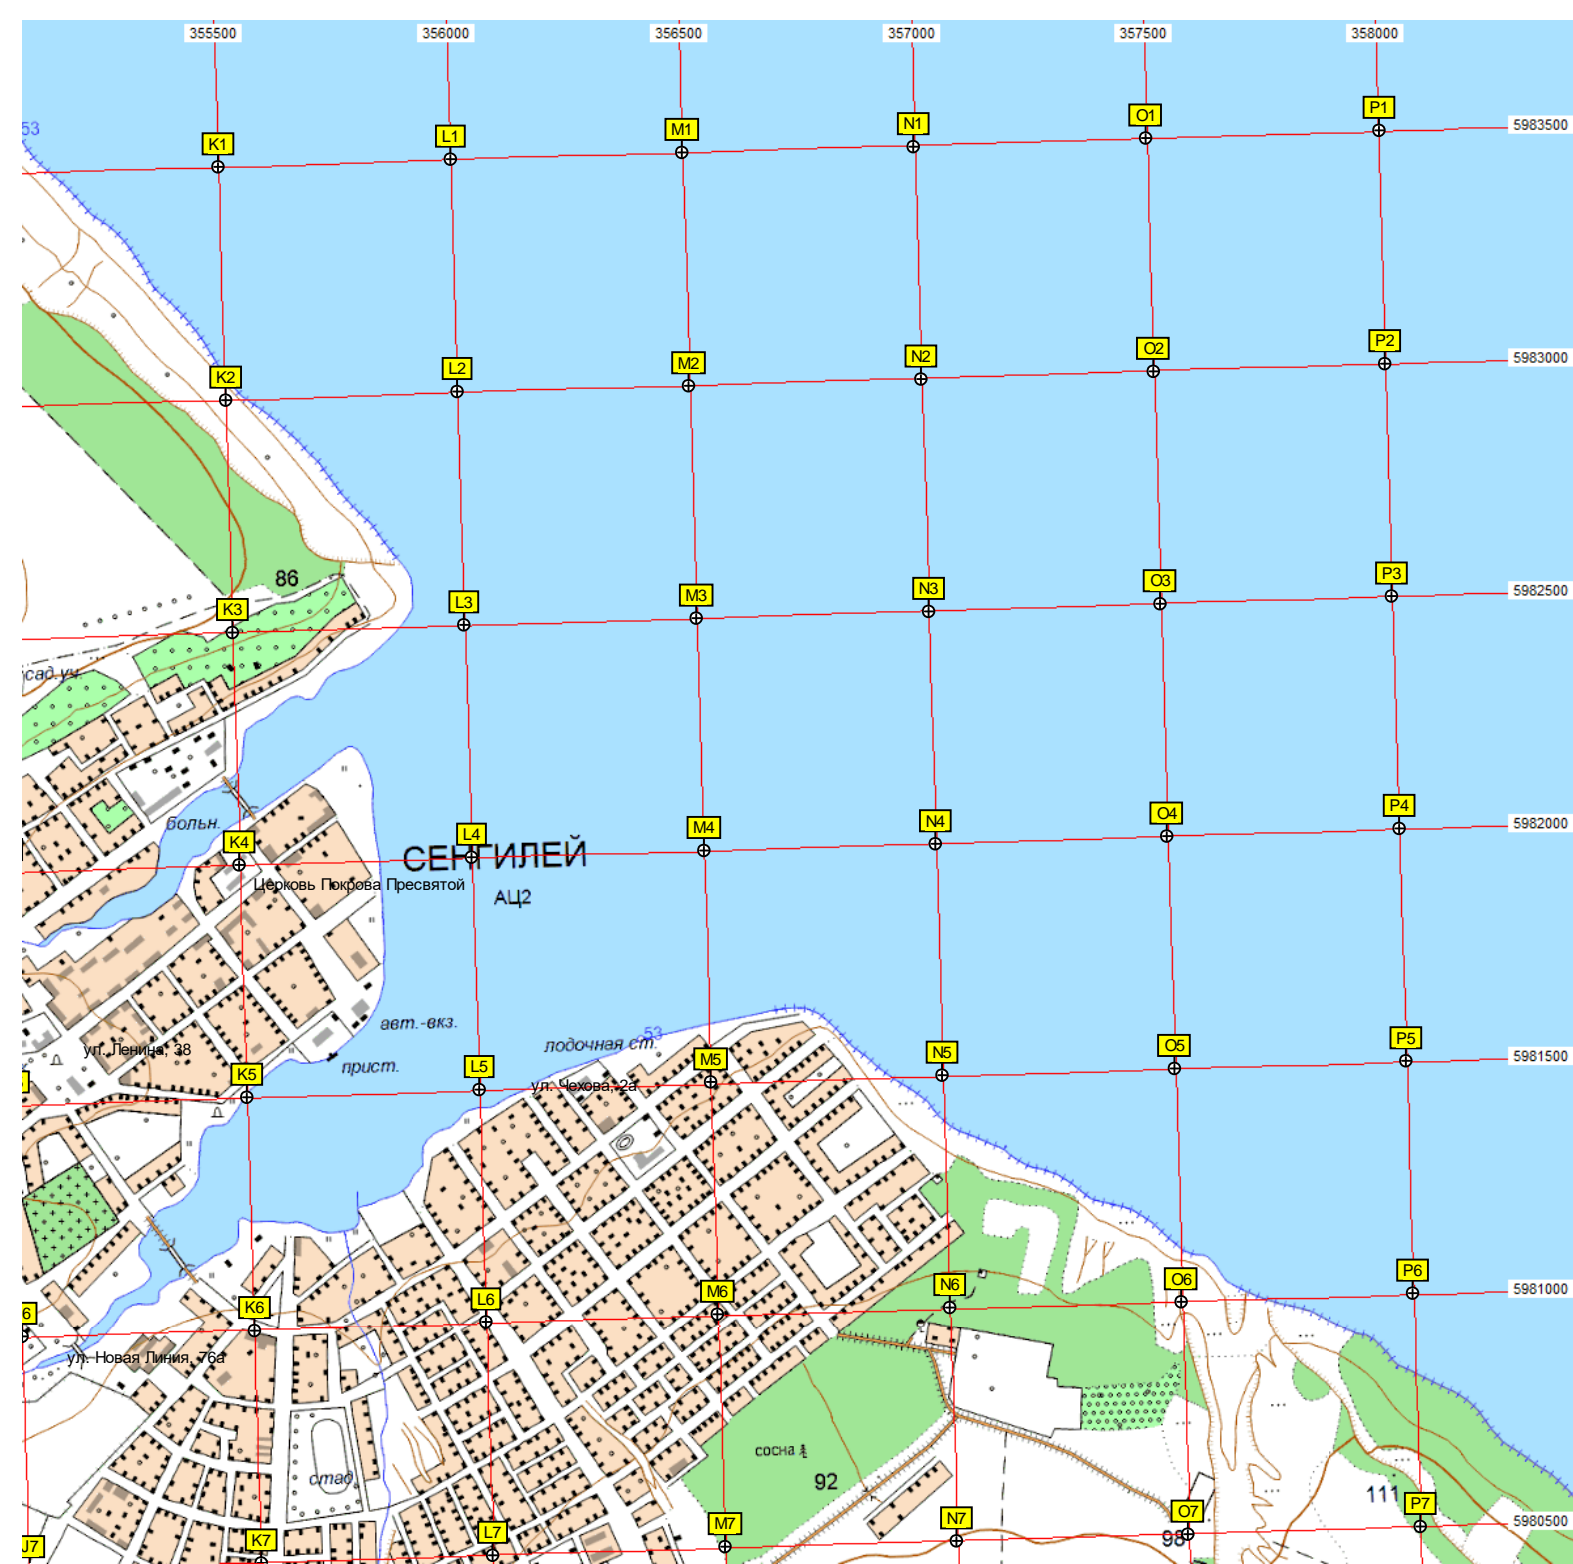 355500 356000 356500 357000 357500 358000
53
K1 L1 M1 N1 O1 P1 5983500
K2 L2 M2 N2 O2 P2 5983000
86
K3 L3 M3 N3 O3 P3 5982500
сад.уч.
больн.
K4 L4 M4 N4 O4 P4 5982000
СЕНГИЛЕЙ
Церковь Покрова Пресвятой
АЦ2
авт.-вкз.
53
лодочная ст.
ул. Ленина, 38
прист.
K5 L5 M5 N5 O5 P5 5981500
ул. Чехова, 2а
6 K6 L6 M6 N6 O6 P6 5981000
ул. Новая Линия, 76а
сосна
стад.
92
111
J7 K7 L7 M7 N7 O7 P7 5980500
98